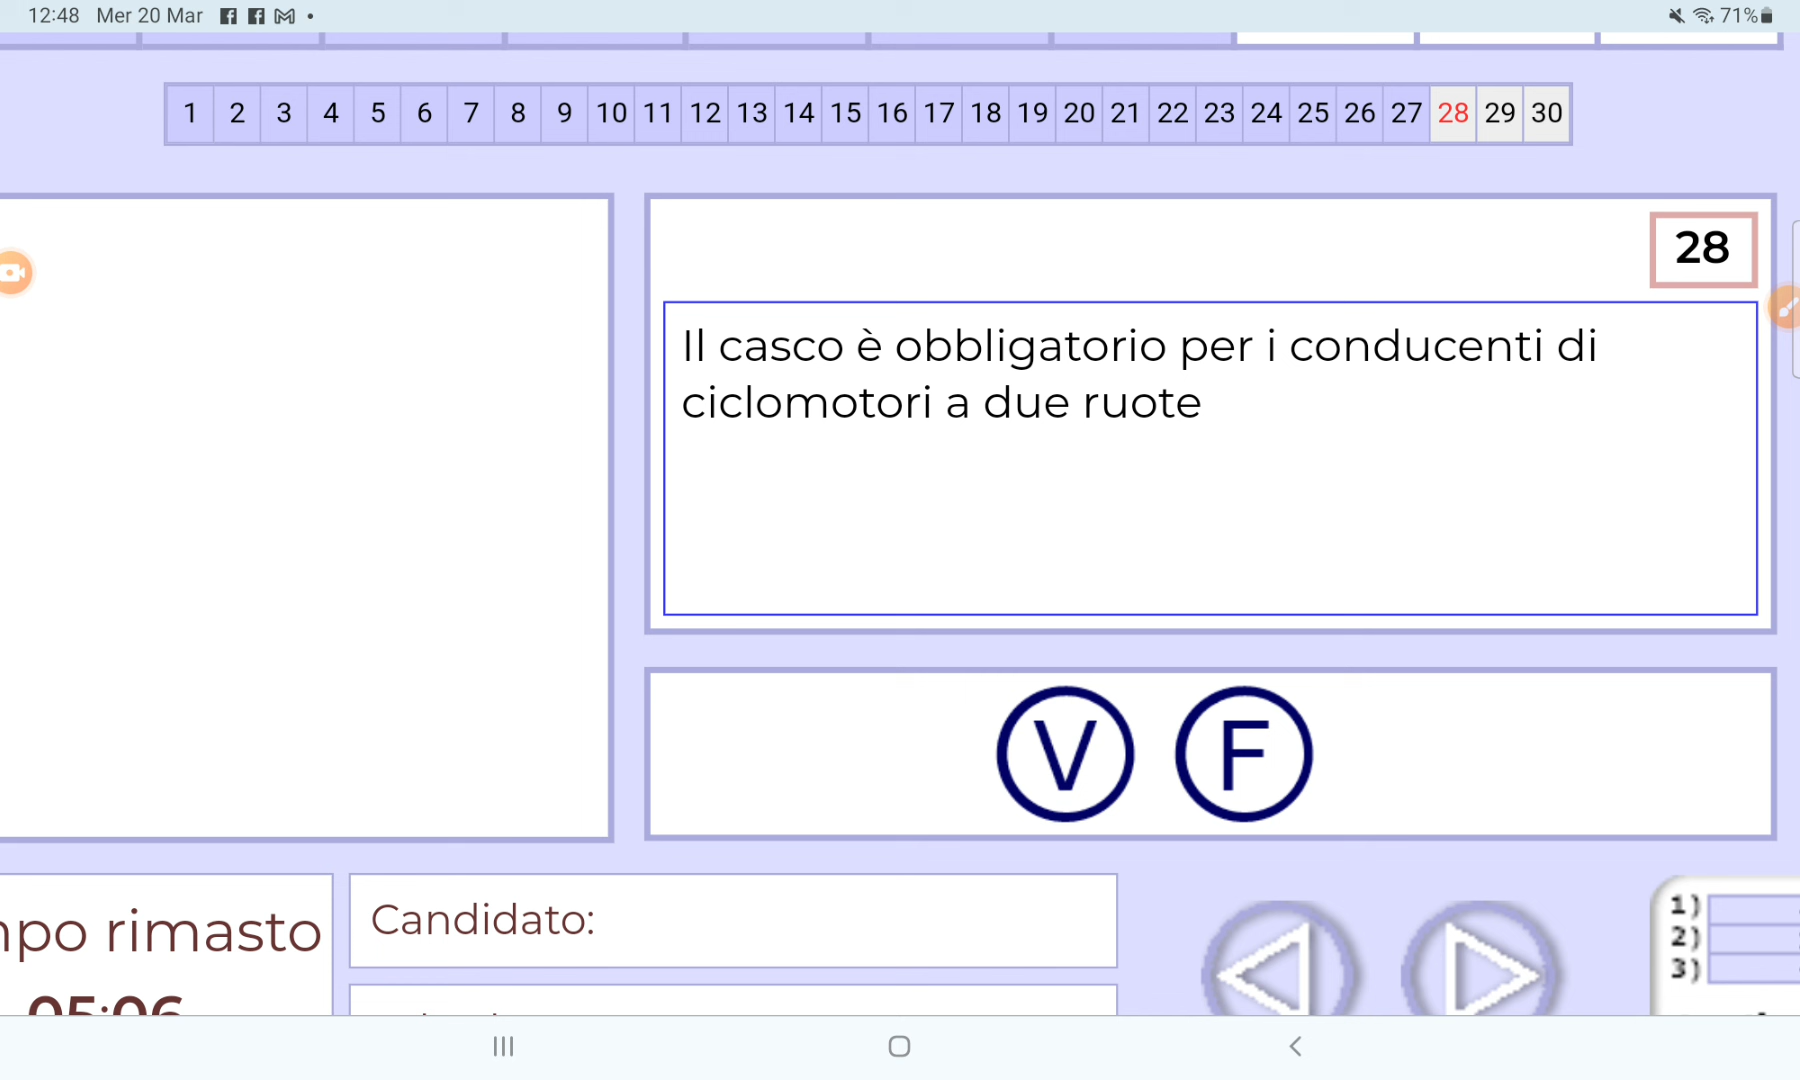 12:48 Mer 20 Mar
71%
1 2 3 4 5 6 7 8 9 10 11 12 13 14 15 16 17 18 19 20 21 22 23 24 25 26 27 28 29 30
28
Il casco è obbligatorio per i conducenti di
ciclomotori a due ruote
V F
rimasto
05:06
Candidato:
1)
2)
3)